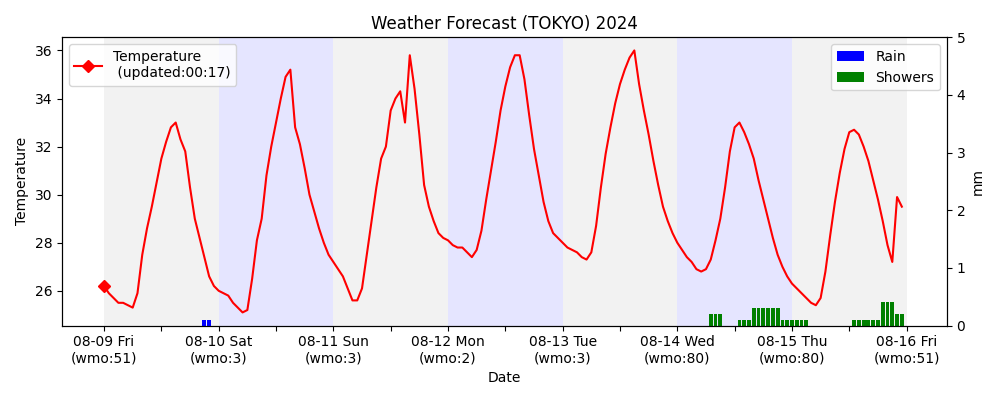 Weather Forecast (TOKYO) 2024
Temperature
(updated:00:17)
Rain
Showers
36
34
32
30
28
26
Temperature
5
4
3
2
1
0
mm
08-09 Fri
(wmo:51)
08-10 Sat
(wmo:3)
08-11 Sun
(wmo:3)
08-12 Mon
(wmo:2)
08-13 Tue
(wmo:3)
08-14 Wed
(wmo:80)
08-15 Thu
(wmo:80)
08-16 Fri
(wmo:51)
Date